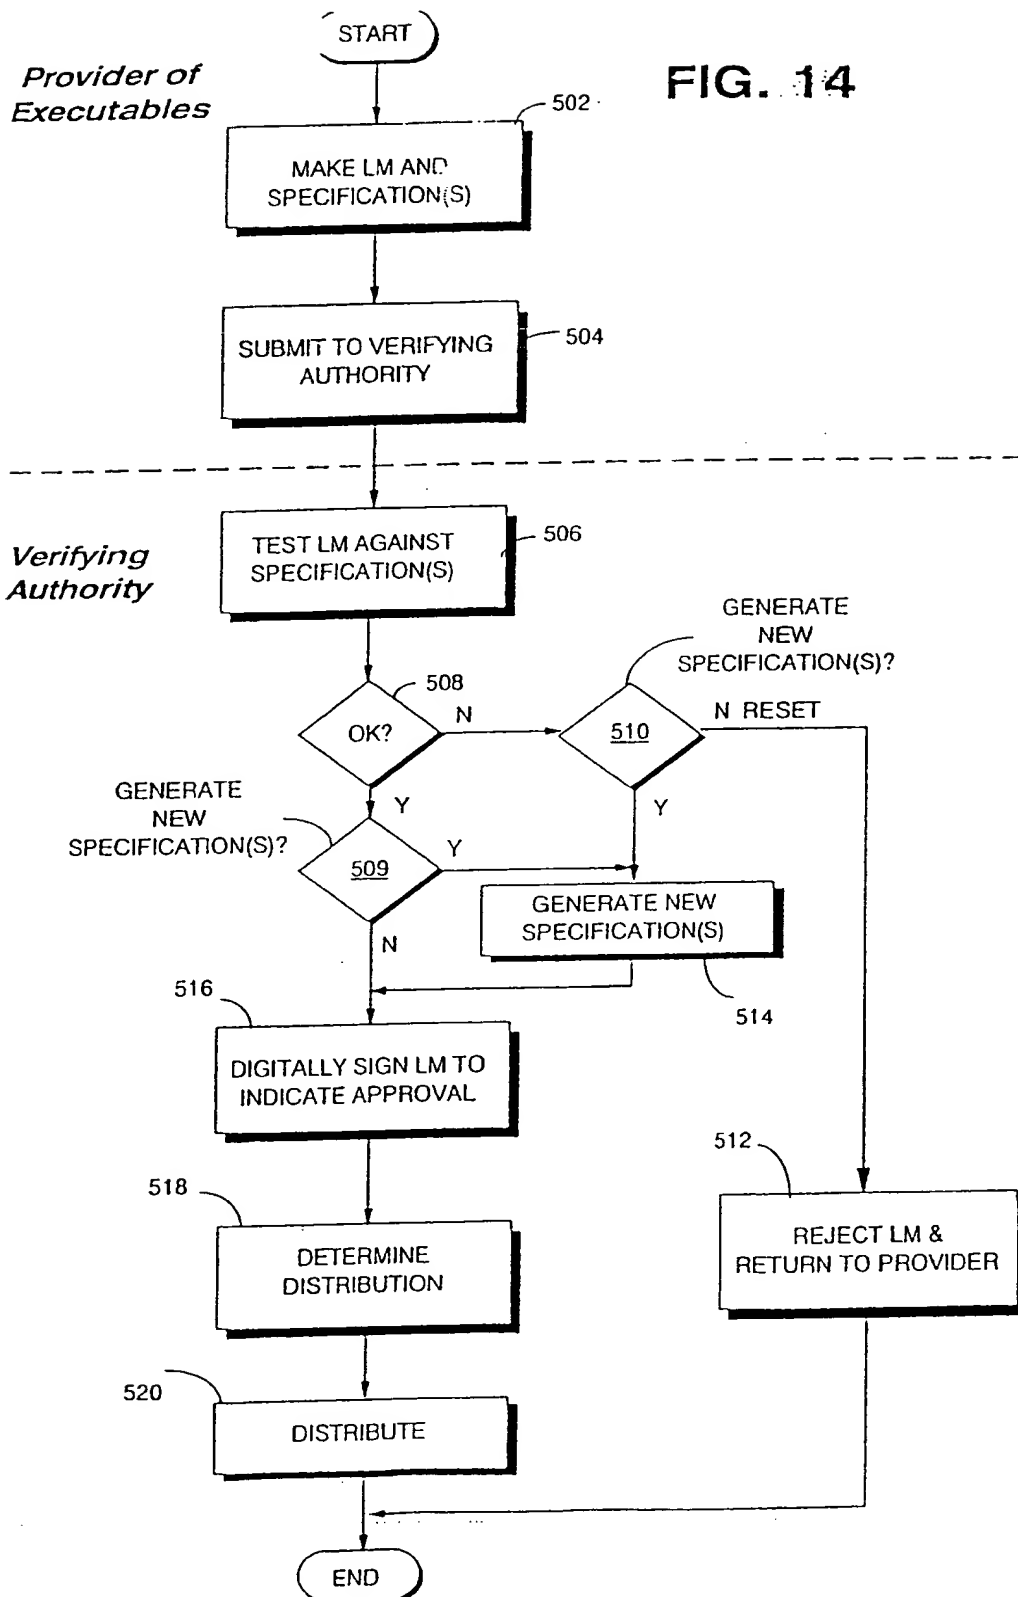 START
Provider of
Executables
FIG. 14
502
MAKE LM AND
SPECIFICATION(S)
SUBMIT TO VERIFYING
AUTHORITY
504
Verifying
Authority
TEST LM AGAINST
SPECIFICATION(S)
506
GENERATE
NEW
SPECIFICATION(S)?
508
OK?
N
510
N RESET
GENERATE
NEW
SPECIFICATION(S)?
Y
Y
509
Y
GENERATE NEW
SPECIFICATION(S)
N
514
516
DIGITALLY SIGN LM TO
INDICATE APPROVAL
512
REJECT LM &
RETURN TO PROVIDER
518
DETERMINE
DISTRIBUTION
520
DISTRIBUTE
END